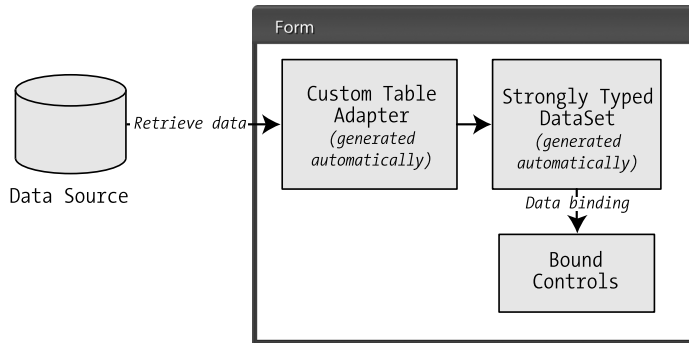 Form
Custom Table
Adapter
(generated
automatically)
Strongly Typed
DataSet
(generated
automatically)
Retrieve data
Data Source
Data binding
Bound
Controls